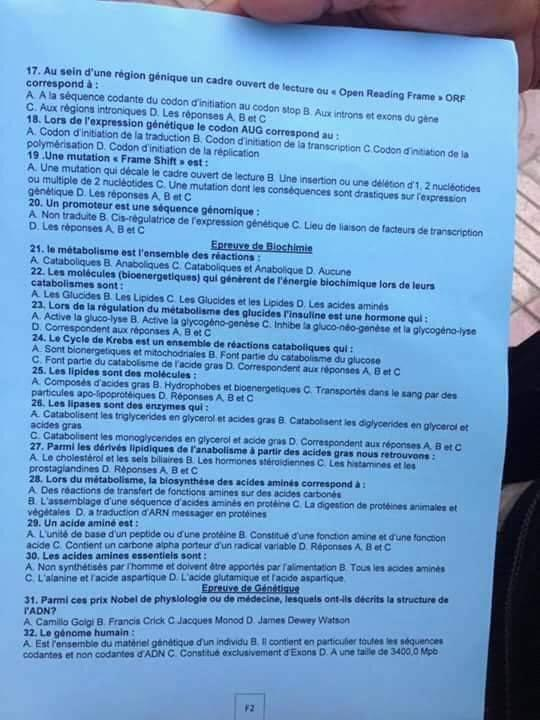 17. Au sein d'une région génique un cadre ouvert de lecture ou « Open Reading Frame » ORF
correspond à :
A. A la séquence codante du codon d'initiation au codon stop B. Aux introns et exons du gène
C. Aux régions introniques D. Les réponses A, B et C
18. Lors de l'expression génétique le codon AUG correspond au :
A. Codon d'initiation de la traduction B. Codon d'initiation de la transcription C.Codon d'initiation de la
polymérisation D. Codon d'initiation de la réplication
19 .Une mutation « Frame Shift » est :
A. Une mutation qui décale le cadre ouvert de lecture B. Une insertion ou une délétion d'1, 2 nucléotides
ou multiple de 2 nucléotides C. Une mutation dont les conséquences sont drastiques sur l'expression
génétique D. Les réponses A, B et C
20. Un promoteur est une séquence génomique :
A. Non traduite B. Cis-régulatrice de l'expression génétique C. Lieu de liaison de facteurs de transcription
D. Les réponses A, B et C
Epreuve de Biochimie
21. le métabolisme est l'ensemble des réactions :
A. Cataboliques B. Anaboliques C. Cataboliques et Anabolique D. Aucune
22. Les molécules (bioenergetiques) qui génèrent de l'énergie biochimique lors de leurs
catabolismes sont :
A. Les Glucides B. Les Lipides C. Les Glucides et les Lipides D. Les acides aminés
23. Lors de la régulation du métabolisme des glucides l'insuline est une hormone qui :
A. Active la gluco-lyse B. Active la glycogéno-genèse C. Inhibe la gluco-néo-genèse et la glycogéno-lyse
D. Correspondent aux réponses A, B et C
24. Le Cycle de Krebs est un ensemble de réactions cataboliques qui :
A. Sont bionergetiques et mitochodriales B. Font partie du catabolisme du glucose
C. Font partie du catabolisme de l'acide gras D. Correspondent aux réponses A, B et C
25. Les lipides sont des molécules :
A. Composés d'acides gras B. Hydrophobes et bioenergetiques C. Transportés dans le sang par des
particules apo-lipoprotéiques D. Réponses A, B et C
26. Les lipases sont des enzymes qui :
A. Catabolisent les triglycérides en glycerol et acides gras B. Catabolisent les diglycerides en glycerol et
acides gras
C. Catabolisent les monoglycerides en glycerol et acide gras D. Correspondent aux réponses A, B et C
27. Parmi les dérivés lipidiques de l'anabolisme à partir des acides gras nous retrouvons :
A. Le cholestérol et les sels biliaires B. Les hormones stéroidiennes C. Les histamines et les
prostaglandines D. Réponses A, B et C
28. Lors du métabolisme, la biosynthèse des acides aminés correspond à :
A. Des réactions de transfert de fonctions amines sur des acides carbonés
B. L'assemblage d'une séquence d'acides aminés en protéine C. La digestion de protéines animales et
végétales D. a traduction d'ARN messager en protéines
29. Un acide aminé est :
A. L'unité de base d'un peptide ou d'une protéine B. Constitué d'une fonction amine et d'une fonction
acide C. Contient un carbone alpha porteur d'un radical variable D. Réponses A, B et C
30. Les acides amines essentiels sont :
A. Non synthétisés par l'homme et doivent être apportés par l'alimentation B. Tous les acides aminés
C. L'alanine et l'acide aspartique D. L'acide glutamique et l'acide aspartique.
Epreuve de Génétique
31. Parmi ces prix Nobel de physiologie ou de médecine, lesquels ont-ils décrits la structure de
l'ADN?
A. Camillo Golgi B. Francis Crick C.Jacques Monod D. James Dewey Watson
32. Le génome humain :
A. Est l'ensemble du matériel génétique d'un individu B. Il contient en particulier toutes les séquences
codantes et non codantes d'ADN C. Constitué exclusivement d'Exons D. A une taille de 3400,0 Mpb
F2